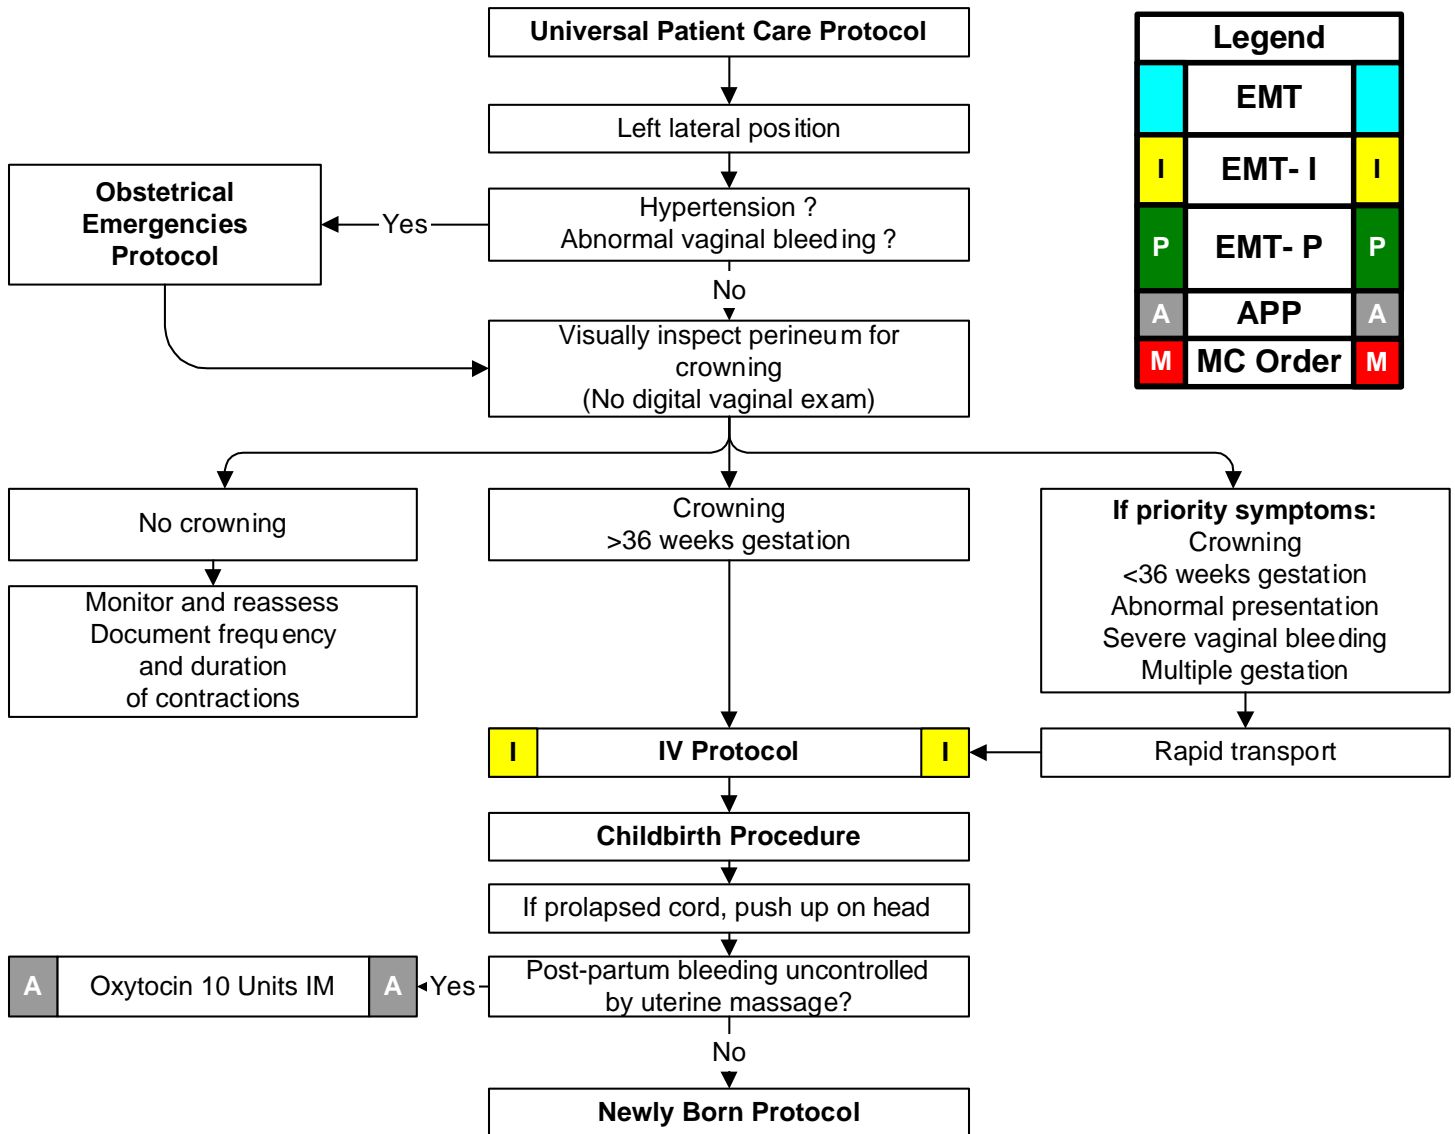 Universal Patient Care Protocol
Legend
EMT
I EMT- I I
P EMT- P P
A APP A
M MC Order M
Left lateral position
Obstetrical
Emergencies
Protocol
Yes
Hypertension ?
Abnormal vaginal bleeding ?
No
Visually inspect perineum for
crowning
(No digital vaginal exam)
No crowning
Crowning
>36 weeks gestation
If priority symptoms:
Crowning
<36 weeks gestation
Abnormal presentation
Severe vaginal bleeding
Multiple gestation
Monitor and reassess
Document frequency
and duration
of contractions
I IV Protocol I
Rapid transport
Childbirth Procedure
If prolapsed cord, push up on head
A Oxytocin 10 Units IM A
Yes
Post-partum bleeding uncontrolled
by uterine massage?
No
Newly Born Protocol